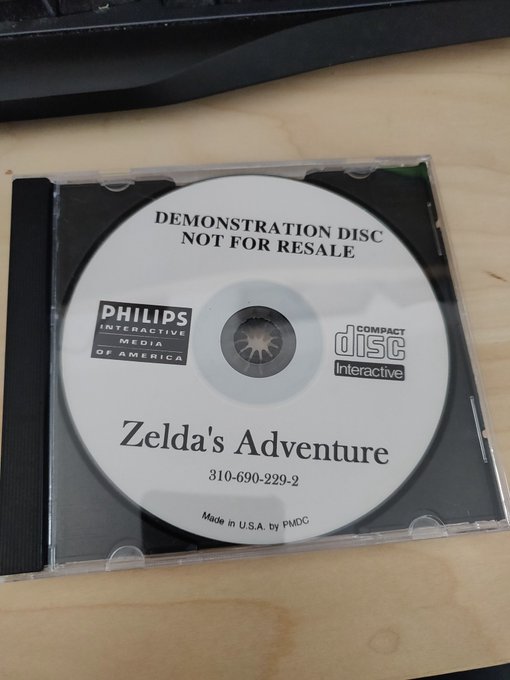 DEMONSTRATION DISC
NOT FOR RESALE
PHILIPS
INTERACTIVE
MEDIA
OF AMERICA
COMPACT
disc
Interactive
Zelda's Adventure
310-690-229-2
Made in U.S.A. by PMDC